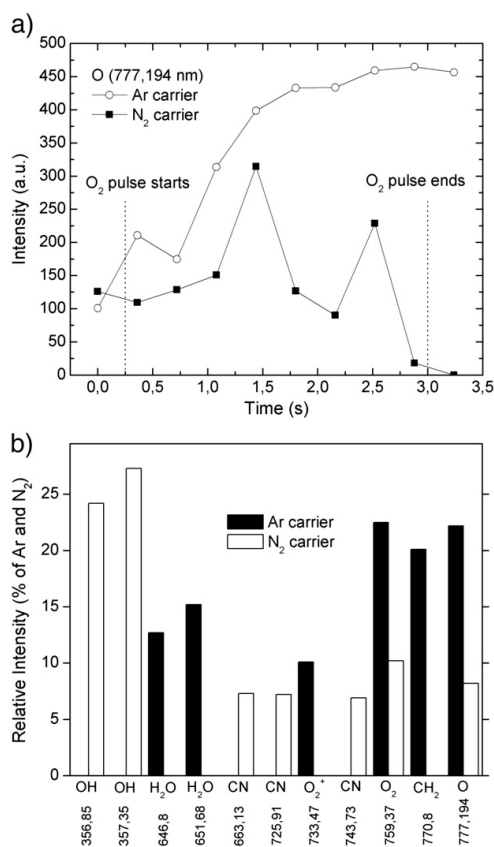 a)
500
450
400
350
300
250
200
150
100
50
0
Intensity (a.u.)
O (777,194 nm)
Ar carrier
N₂ carrier
O₂ pulse starts
O₂ pulse ends
0,0 0,5 1,0 1,5 2,0 2,5 3,0 3,5
Time (s)
b)
25
20
15
10
5
0
Relative Intensity (% of Ar and N₂)
Ar carrier
N₂ carrier
OH OH H₂O H₂O CN CN O₂⁺ CN O₂ CH₂ O
356,85 357,35 646,8 651,68 663,13 725,91 733,47 743,73 759,37 770,8 777,194